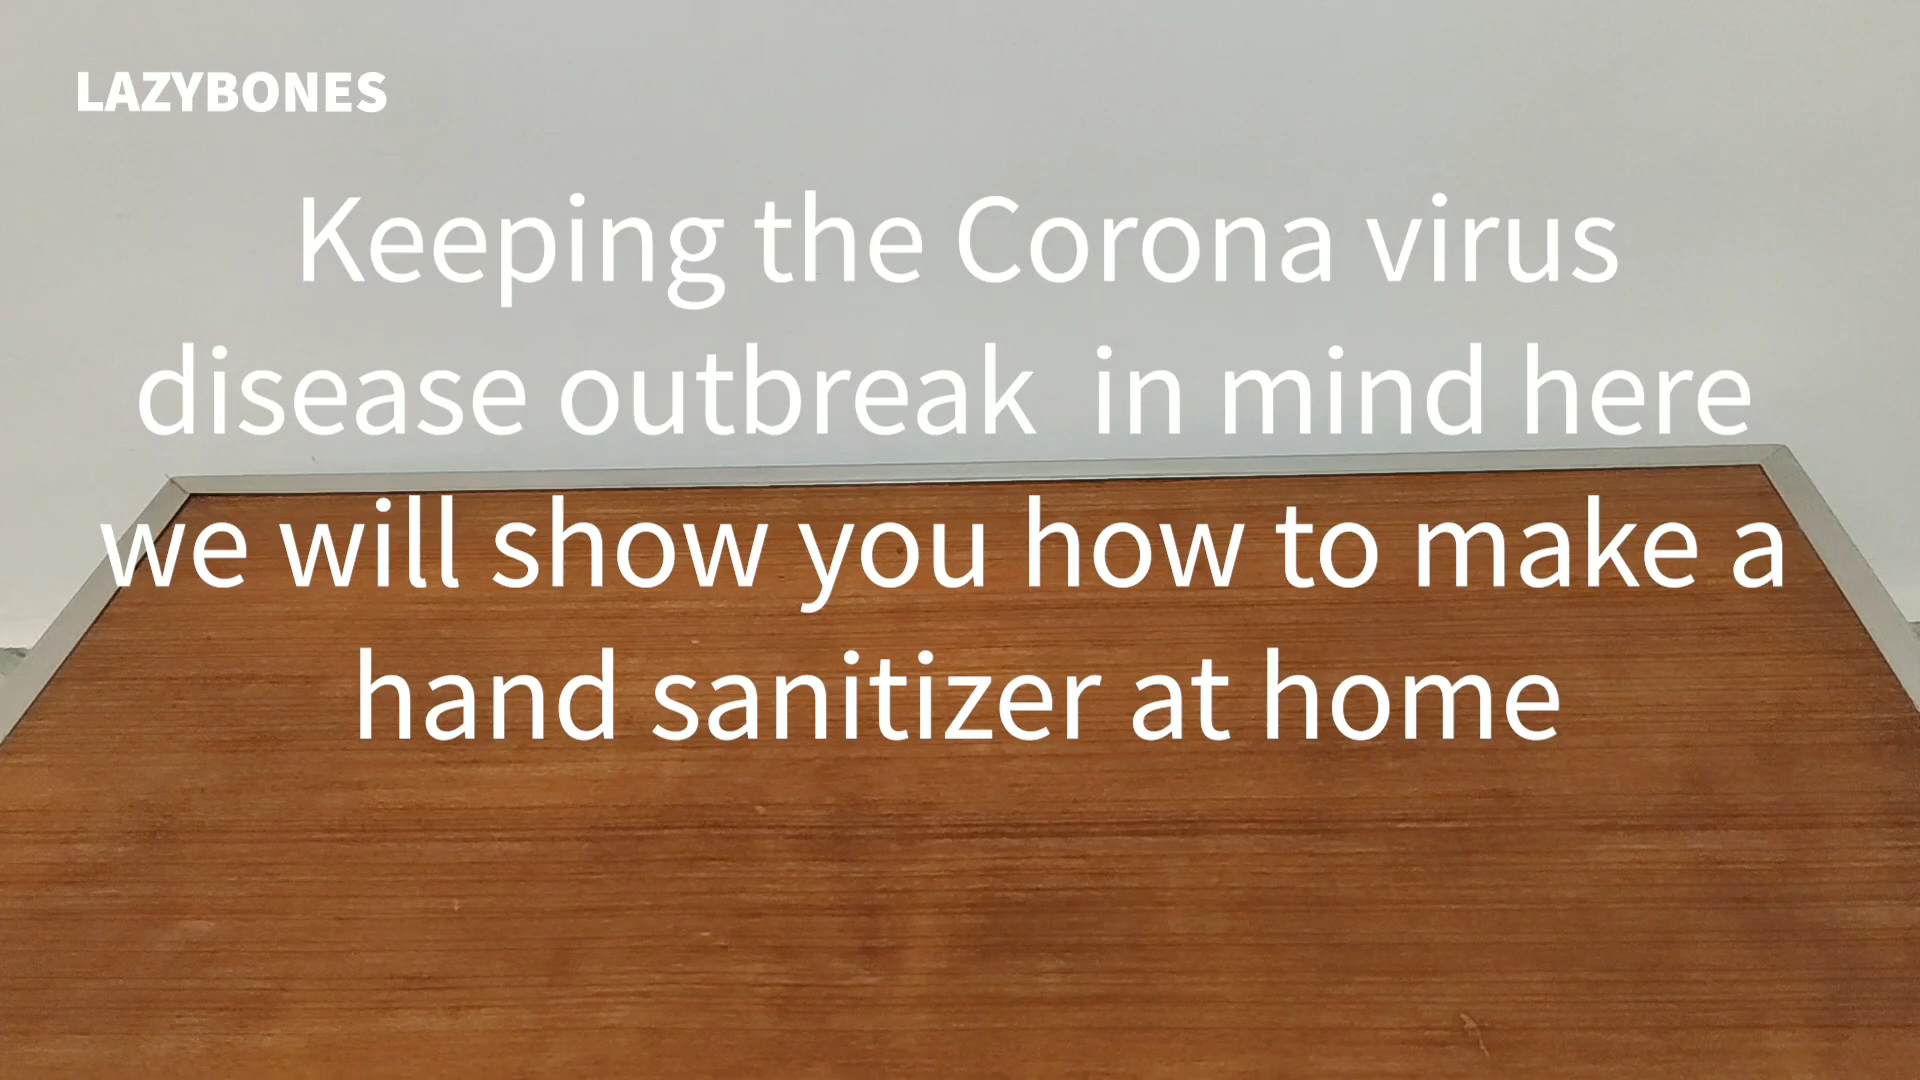 LAZYBONES
Keeping the Corona virus
disease outbreak  in mind here
we will show you how to make a
hand sanitizer at home